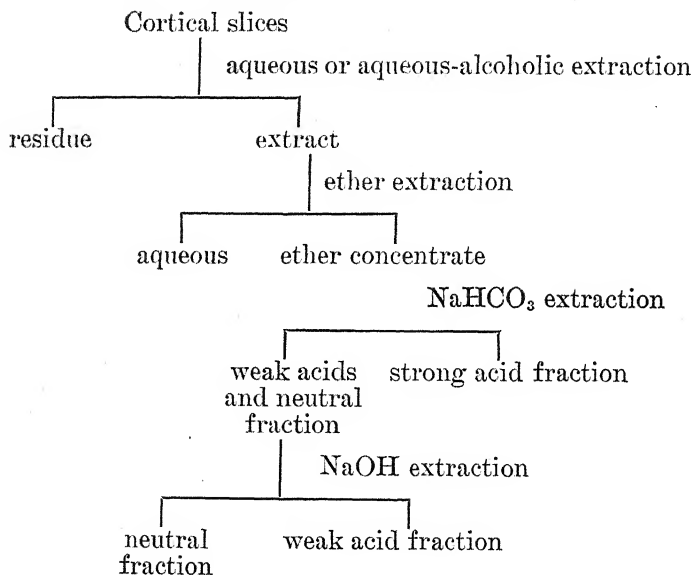 Cortical slices
aqueous or aqueous-alcoholic extraction
residue extract
ether extraction
aqueous ether concentrate
NaHCO₃ extraction
weak acids strong acid fraction
and neutral
fraction
NaOH extraction
neutral weak acid fraction
fraction